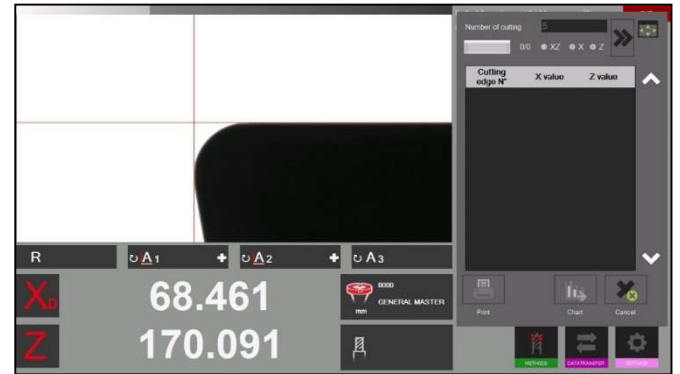 Number of cutting
5
0/0 XZ X Z
Cutting edge N° X value Z value
R
A1
A2
A3
XD
68.461
0000
GENERAL MASTER
mm
Z
170.091
Print
Chart
Cancel
METHODS
DATATRANSFER